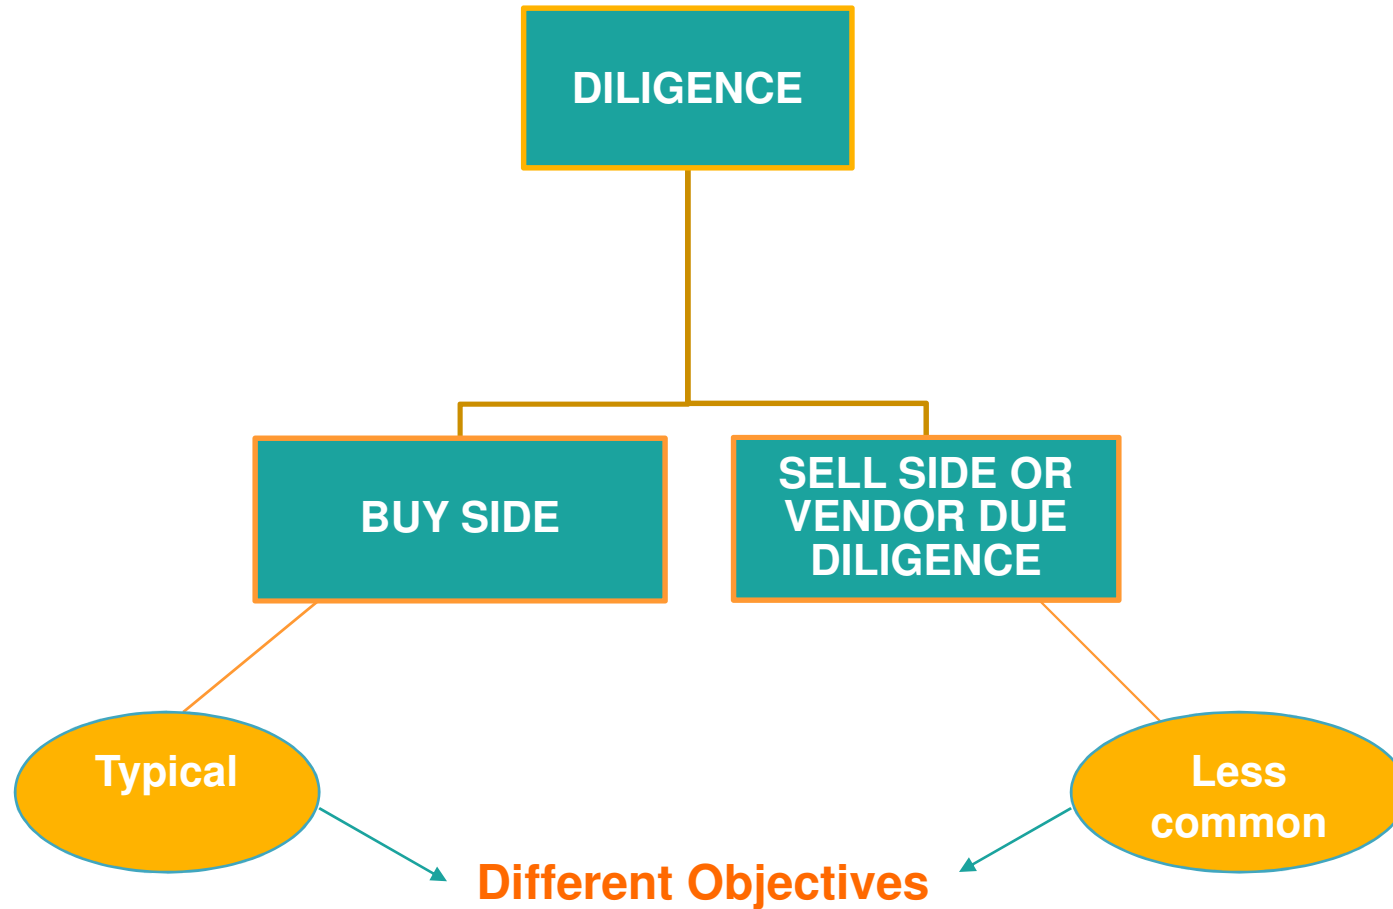 DILIGENCE
BUY SIDE
SELL SIDE OR
VENDOR DUE
DILIGENCE
Typical
Less
common
Different Objectives